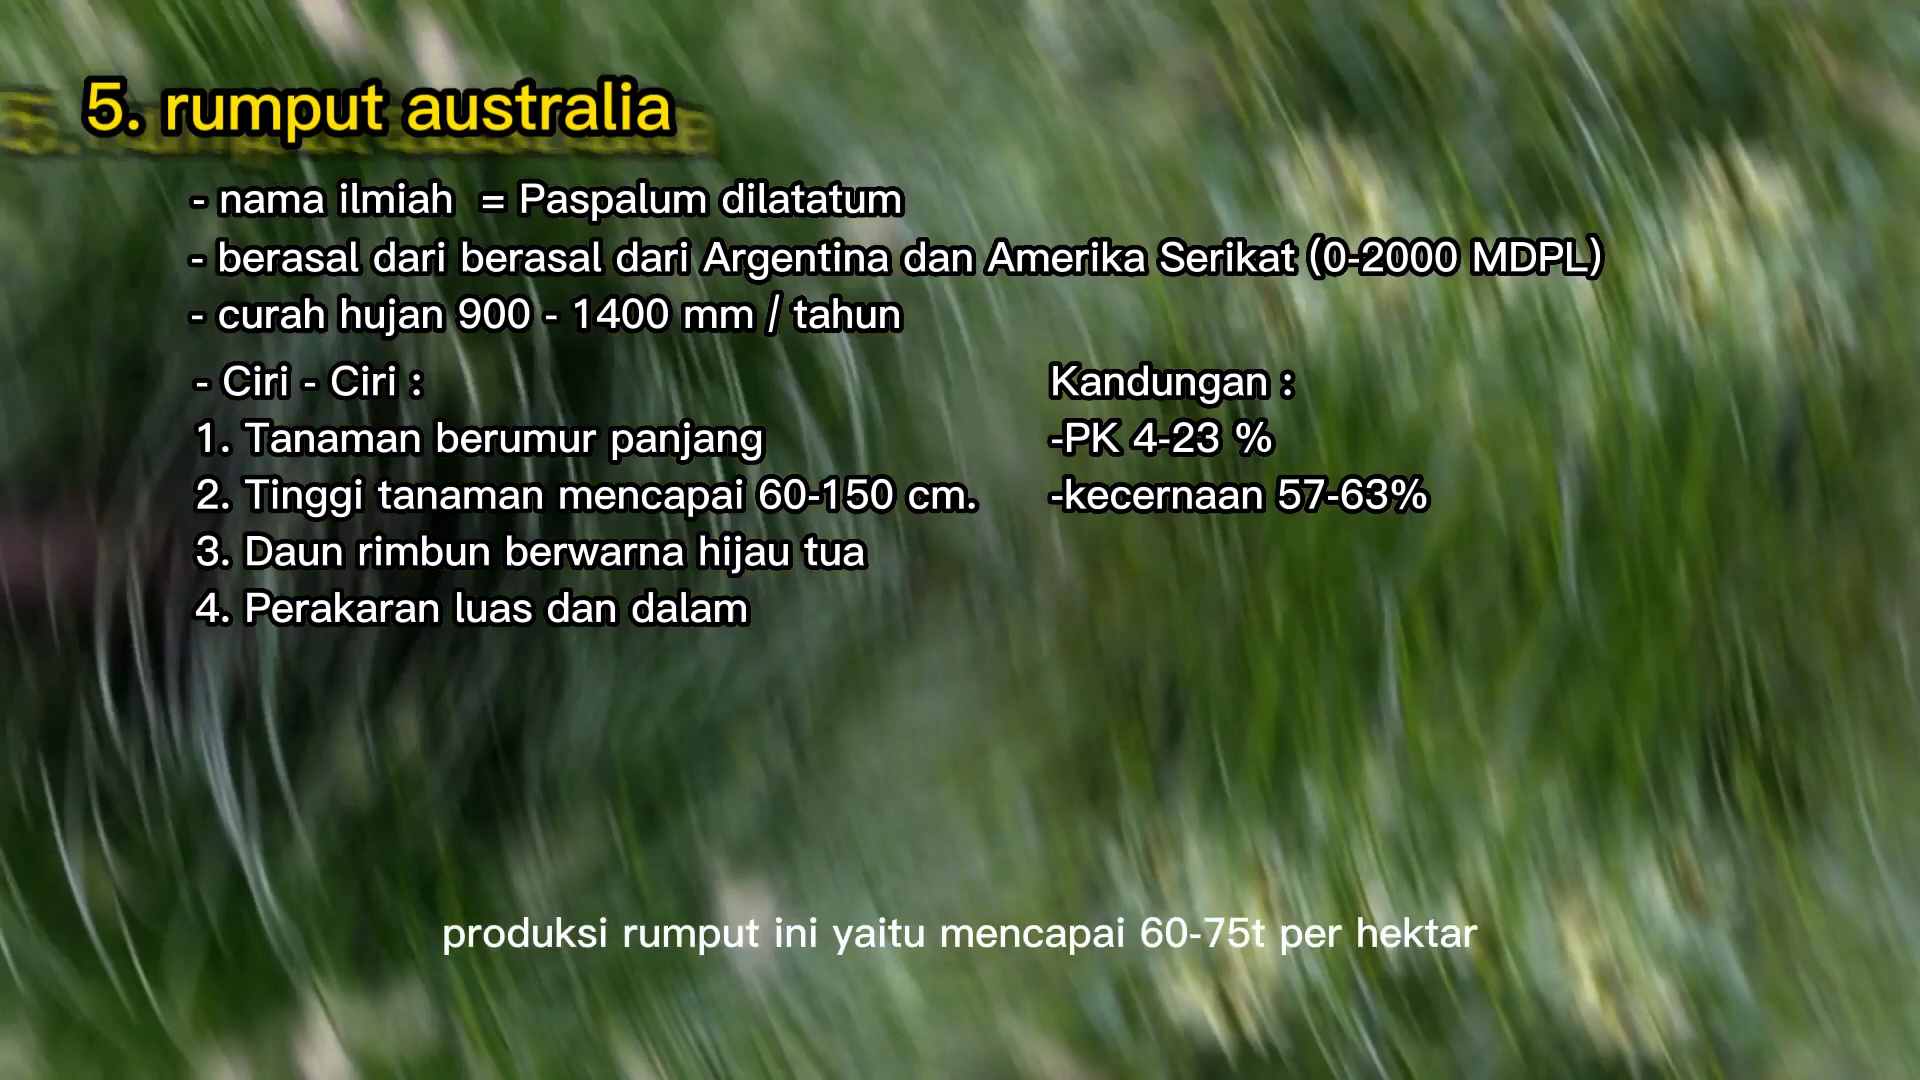 5. rumput australia
- nama ilmiah = Paspalum dilatatum
- berasal dari berasal dari Argentina dan Amerika Serikat (0-2000 MDPL)
- curah hujan 900 - 1400 mm / tahun
- Ciri - Ciri :
1. Tanaman berumur panjang
2. Tinggi tanaman mencapai 60-150 cm.
3. Daun rimbun berwarna hijau tua
4. Perakaran luas dan dalam
Kandungan :
-PK 4-23 %
-kecernaan 57-63%
produksi rumput ini yaitu mencapai 60-75t per hektar